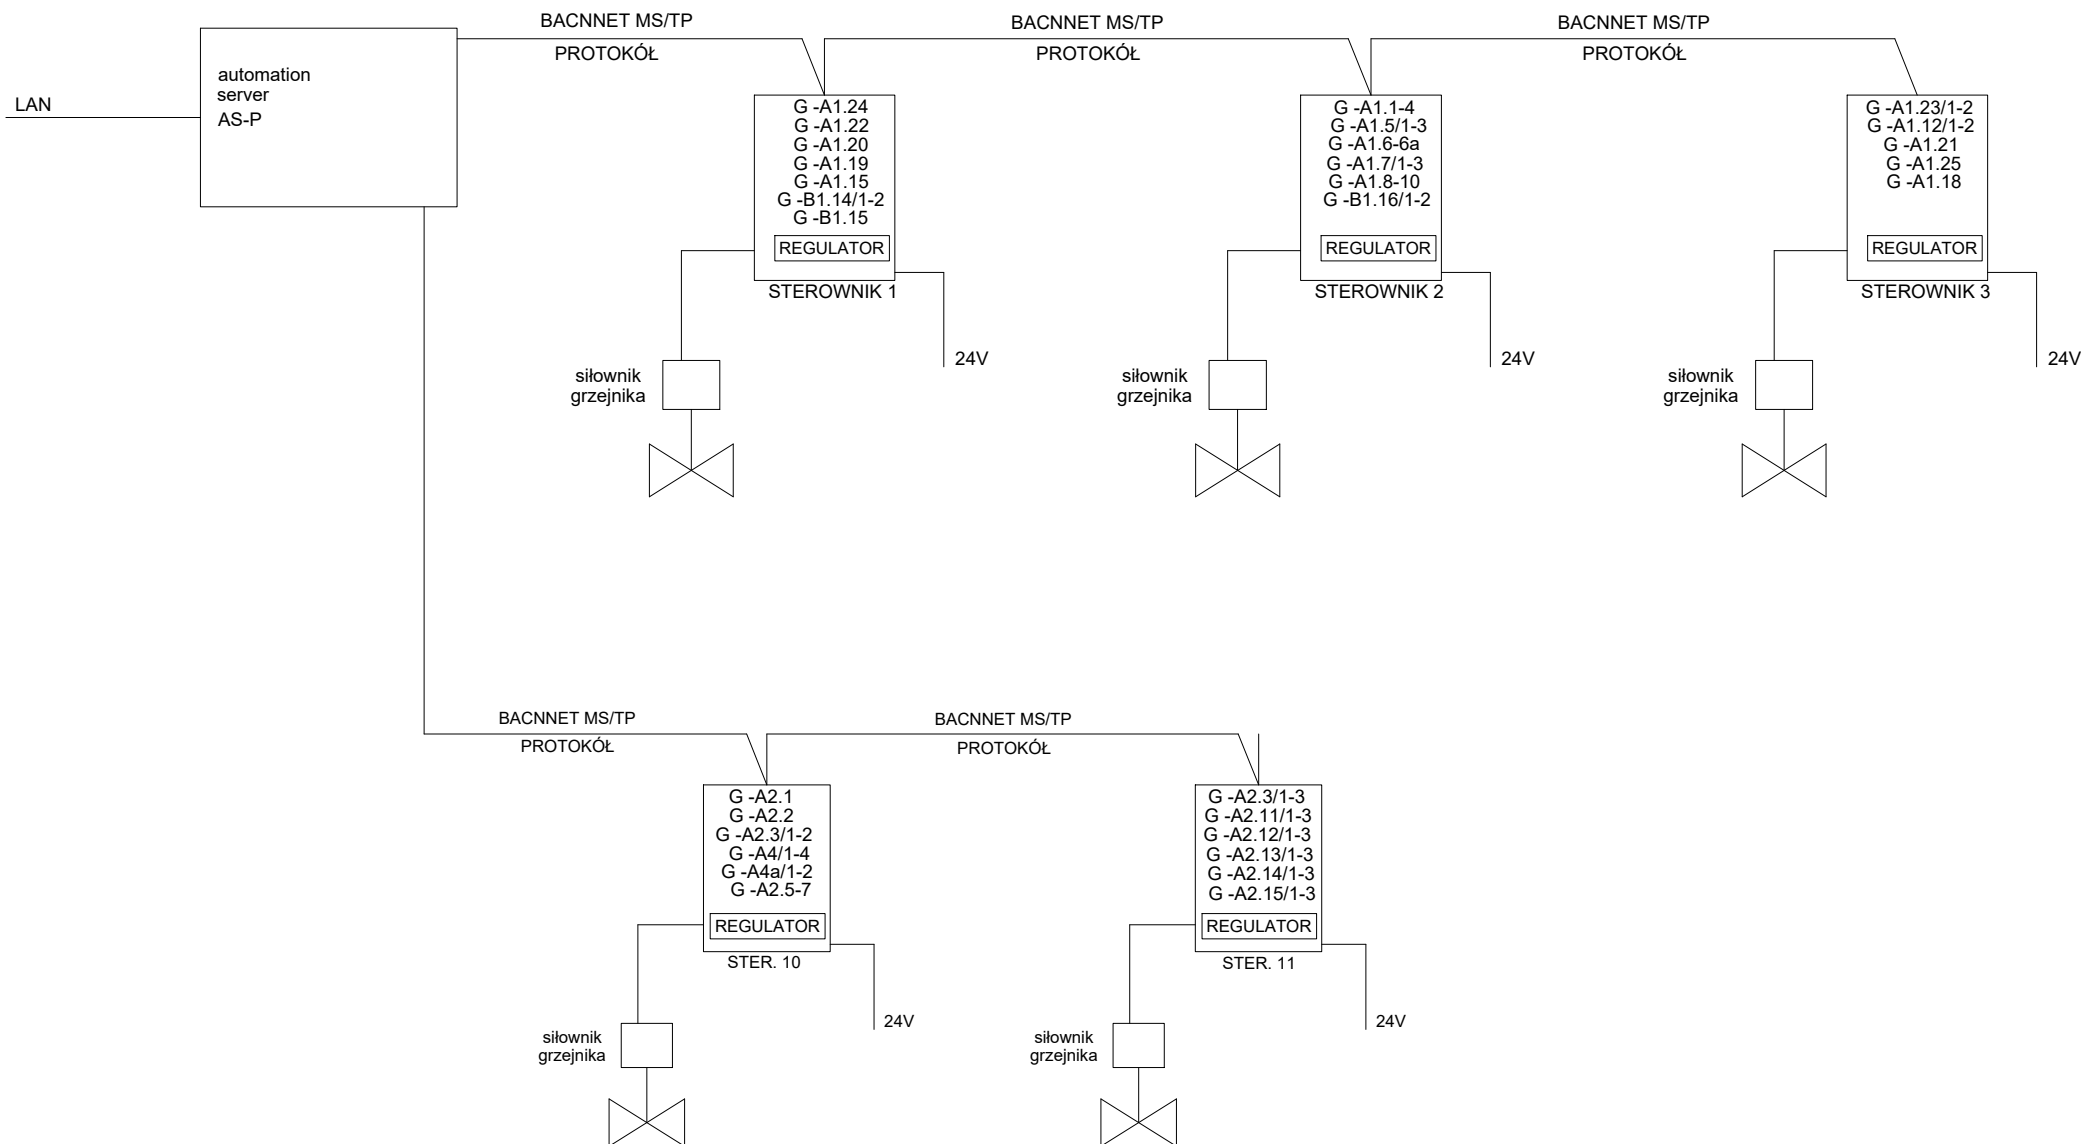 BACNNET MS/TP
PROTOKÓŁ
BACNNET MS/TP
PROTOKÓŁ
BACNNET MS/TP
PROTOKÓŁ
LAN
automation
server
AS-P
G -A1.24
G -A1.22
G -A1.20
G -A1.19
G -A1.15
G -B1.14/1-2
G -B1.15
REGULATOR
STEROWNIK 1
24V
siłownik
grzejnika
G -A1.1-4
G -A1.5/1-3
G -A1.6-6a
G -A1.7/1-3
G -A1.8-10
G -B1.16/1-2
REGULATOR
STEROWNIK 2
24V
siłownik
grzejnika
G -A1.23/1-2
G -A1.12/1-2
G -A1.21
G -A1.25
G -A1.18
REGULATOR
STEROWNIK 3
24V
siłownik
grzejnika
BACNNET MS/TP
PROTOKÓŁ
BACNNET MS/TP
PROTOKÓŁ
G -A2.1
G -A2.2
G -A2.3/1-2
G -A4/1-4
G -A4a/1-2
G -A2.5-7
REGULATOR
STER. 10
24V
siłownik
grzejnika
G -A2.3/1-3
G -A2.11/1-3
G -A2.12/1-3
G -A2.13/1-3
G -A2.14/1-3
G -A2.15/1-3
REGULATOR
STER. 11
24V
siłownik
grzejnika